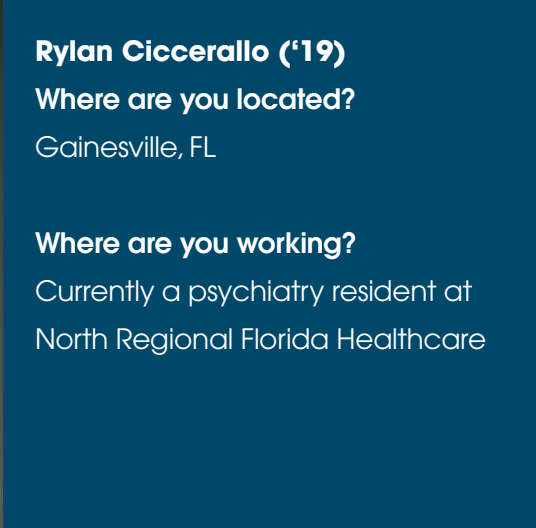 Rylan Ciccerallo (‘19)
Where are you located?
Gainesville, FL
Where are you working?
Currently a psychiatry resident at
North Regional Florida Healthcare